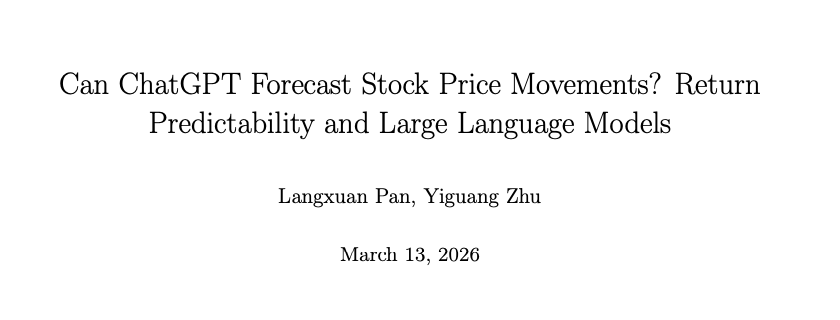 Can ChatGPT Forecast Stock Price Movements? Return
Predictability and Large Language Models
Langxuan Pan, Yiguang Zhu
March 13, 2026